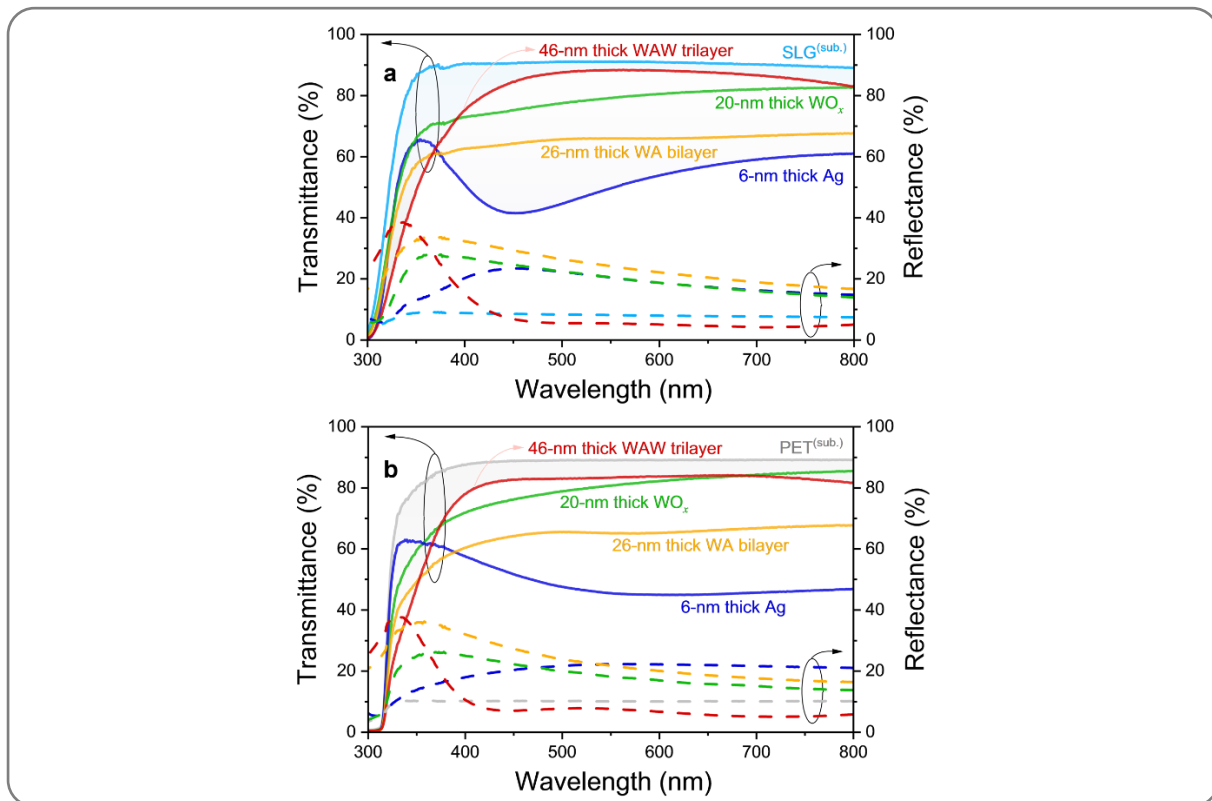 a
46-nm thick WAW trilayer
SLG(sub.)
20-nm thick WOx
26-nm thick WA bilayer
6-nm thick Ag
Transmittance (%)
100
80
60
40
20
0
Reflectance (%)
100
80
60
40
20
0
300 400 500 600 700 800
Wavelength (nm)
b
46-nm thick WAW trilayer
PET(sub.)
20-nm thick WOx
26-nm thick WA bilayer
6-nm thick Ag
Transmittance (%)
100
80
60
40
20
0
Reflectance (%)
100
80
60
40
20
0
300 400 500 600 700 800
Wavelength (nm)